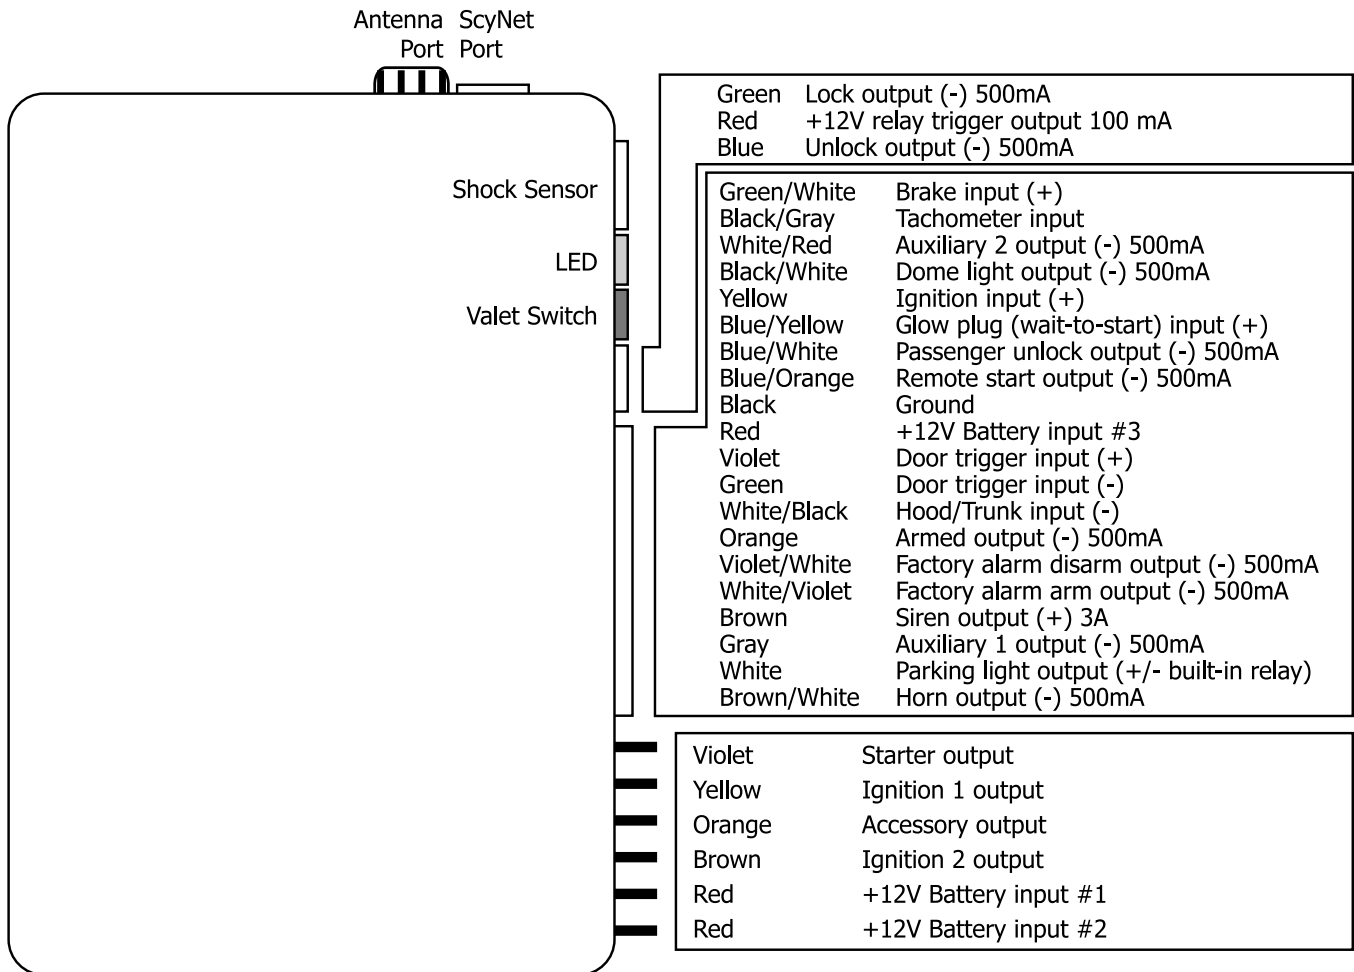 Antenna ScyNet
Port Port
Green Lock output (-) 500mA
Red +12V relay trigger output 100 mA
Blue Unlock output (-) 500mA
Shock Sensor
LED
Valet Switch
Green/White Brake input (+)
Black/Gray Tachometer input
White/Red Auxiliary 2 output (-) 500mA
Black/White Dome light output (-) 500mA
Yellow Ignition input (+)
Blue/Yellow Glow plug (wait-to-start) input (+)
Blue/White Passenger unlock output (-) 500mA
Blue/Orange Remote start output (-) 500mA
Black Ground
Red +12V Battery input #3
Violet Door trigger input (+)
Green Door trigger input (-)
White/Black Hood/Trunk input (-)
Orange Armed output (-) 500mA
Violet/White Factory alarm disarm output (-) 500mA
White/Violet Factory alarm arm output (-) 500mA
Brown Siren output (+) 3A
Gray Auxiliary 1 output (-) 500mA
White Parking light output (+/- built-in relay)
Brown/White Horn output (-) 500mA
Violet Starter output
Yellow Ignition 1 output
Orange Accessory output
Brown Ignition 2 output
Red +12V Battery input #1
Red +12V Battery input #2